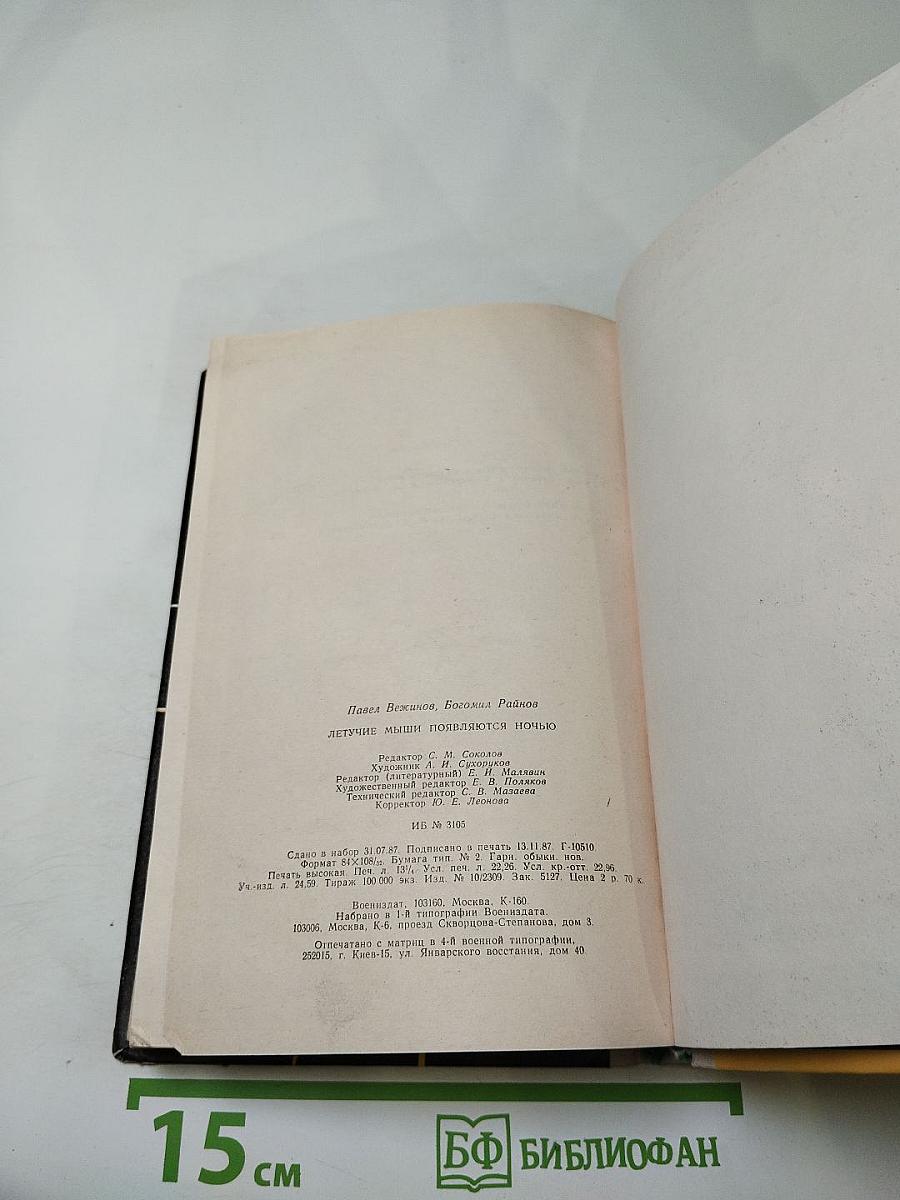 Павел Вежинов, Богомил Райнов
ЛЕТУЧИЕ МЫШИ ПОЯВЛЯЮТСЯ НОЧЬЮ
Редактор С. М. Соколов
Художник А. И. Сухоруков
Редактор (литературный) Е. И. Малявин
Художественный редактор Е. В. Поляков
Технический редактор С. В. Мазаева
Корректор Ю. Е. Леонова
ИБ № 3105
Сдано в набор 31.07.87. Подписано в печать 13.11.87. Г-10510.
Формат 84×108/32. Бумага тип. № 2. Гарн. обыкн. нов.
Печать высокая. Печ. л. 13¼. Усл. печ. л. 22,26. Усл. кр.-отт. 22,96.
Уч.-изд. л. 24,59. Тираж 100 000 экз. Изд. № 10/2309. Зак. 5127. Цена 2 р. 70 к.
Воениздат, 103160, Москва, К-160.
Набрано в 1-й типографии Воениздата.
103006, Москва, К-6, проезд Скворцова-Степанова, дом 3.
Отпечатано с матриц в 4-й военной типографии,
252015, г. Киев-15, ул. Январского восстания, дом 40.
15 см
БФ БИБЛИОФАН